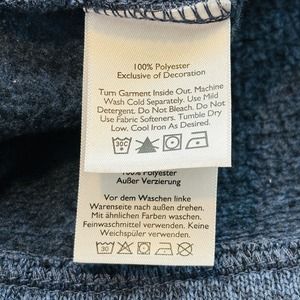 100% Polyester
Exclusive of Decoration
Turn Garment Inside Out. Machine
Wash Cold Separately. Use Mild
Detergent. Do Not Bleach. Do Not
Use Fabric Softeners. Tumble Dry
Low. Cool Iron As Desired.
100% Polyester
Außer Verzierung
Vor dem Waschen linke
Warenseite nach außen drehen.
Mit ähnlichen Farben waschen.
Feinwaschmittel verwenden. Keine
Weichspüler verwenden.